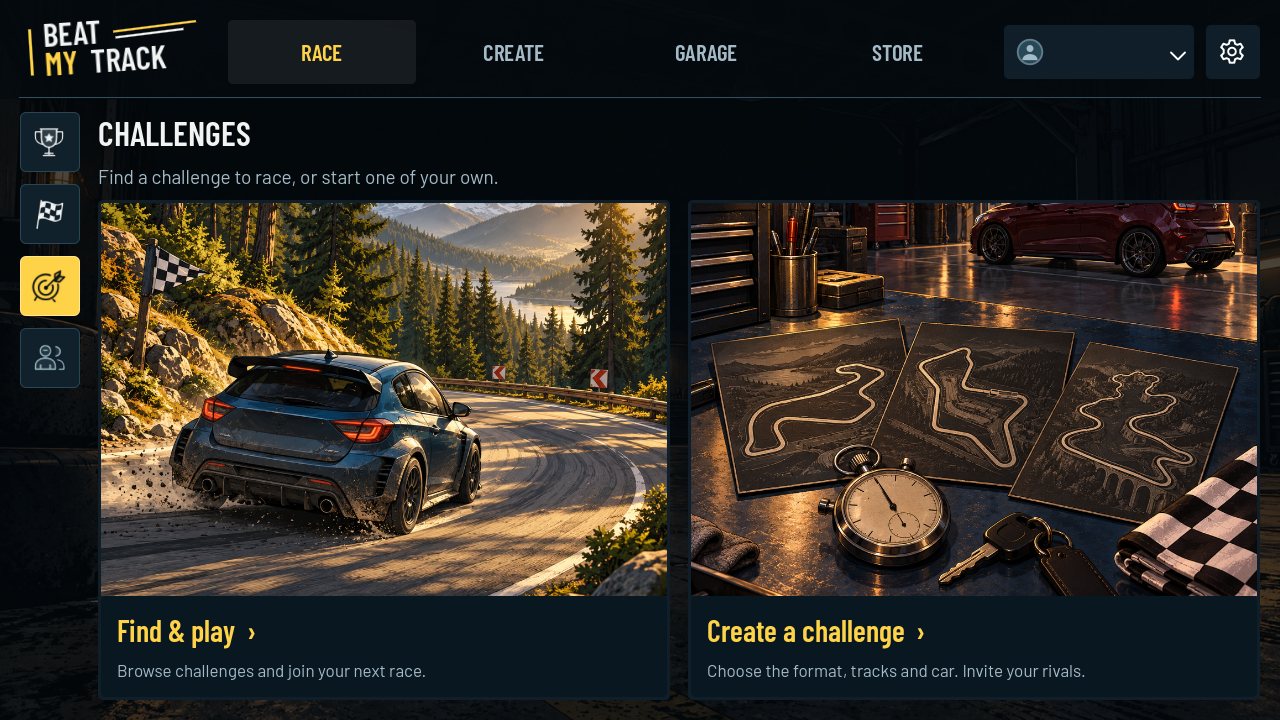 BEAT
MY TRACK
RACE
CREATE
GARAGE
STORE
CHALLENGES
Find a challenge to race, or start one of your own.
Find & play ›
Browse challenges and join your next race.
Create a challenge ›
Choose the format, tracks and car. Invite your rivals.